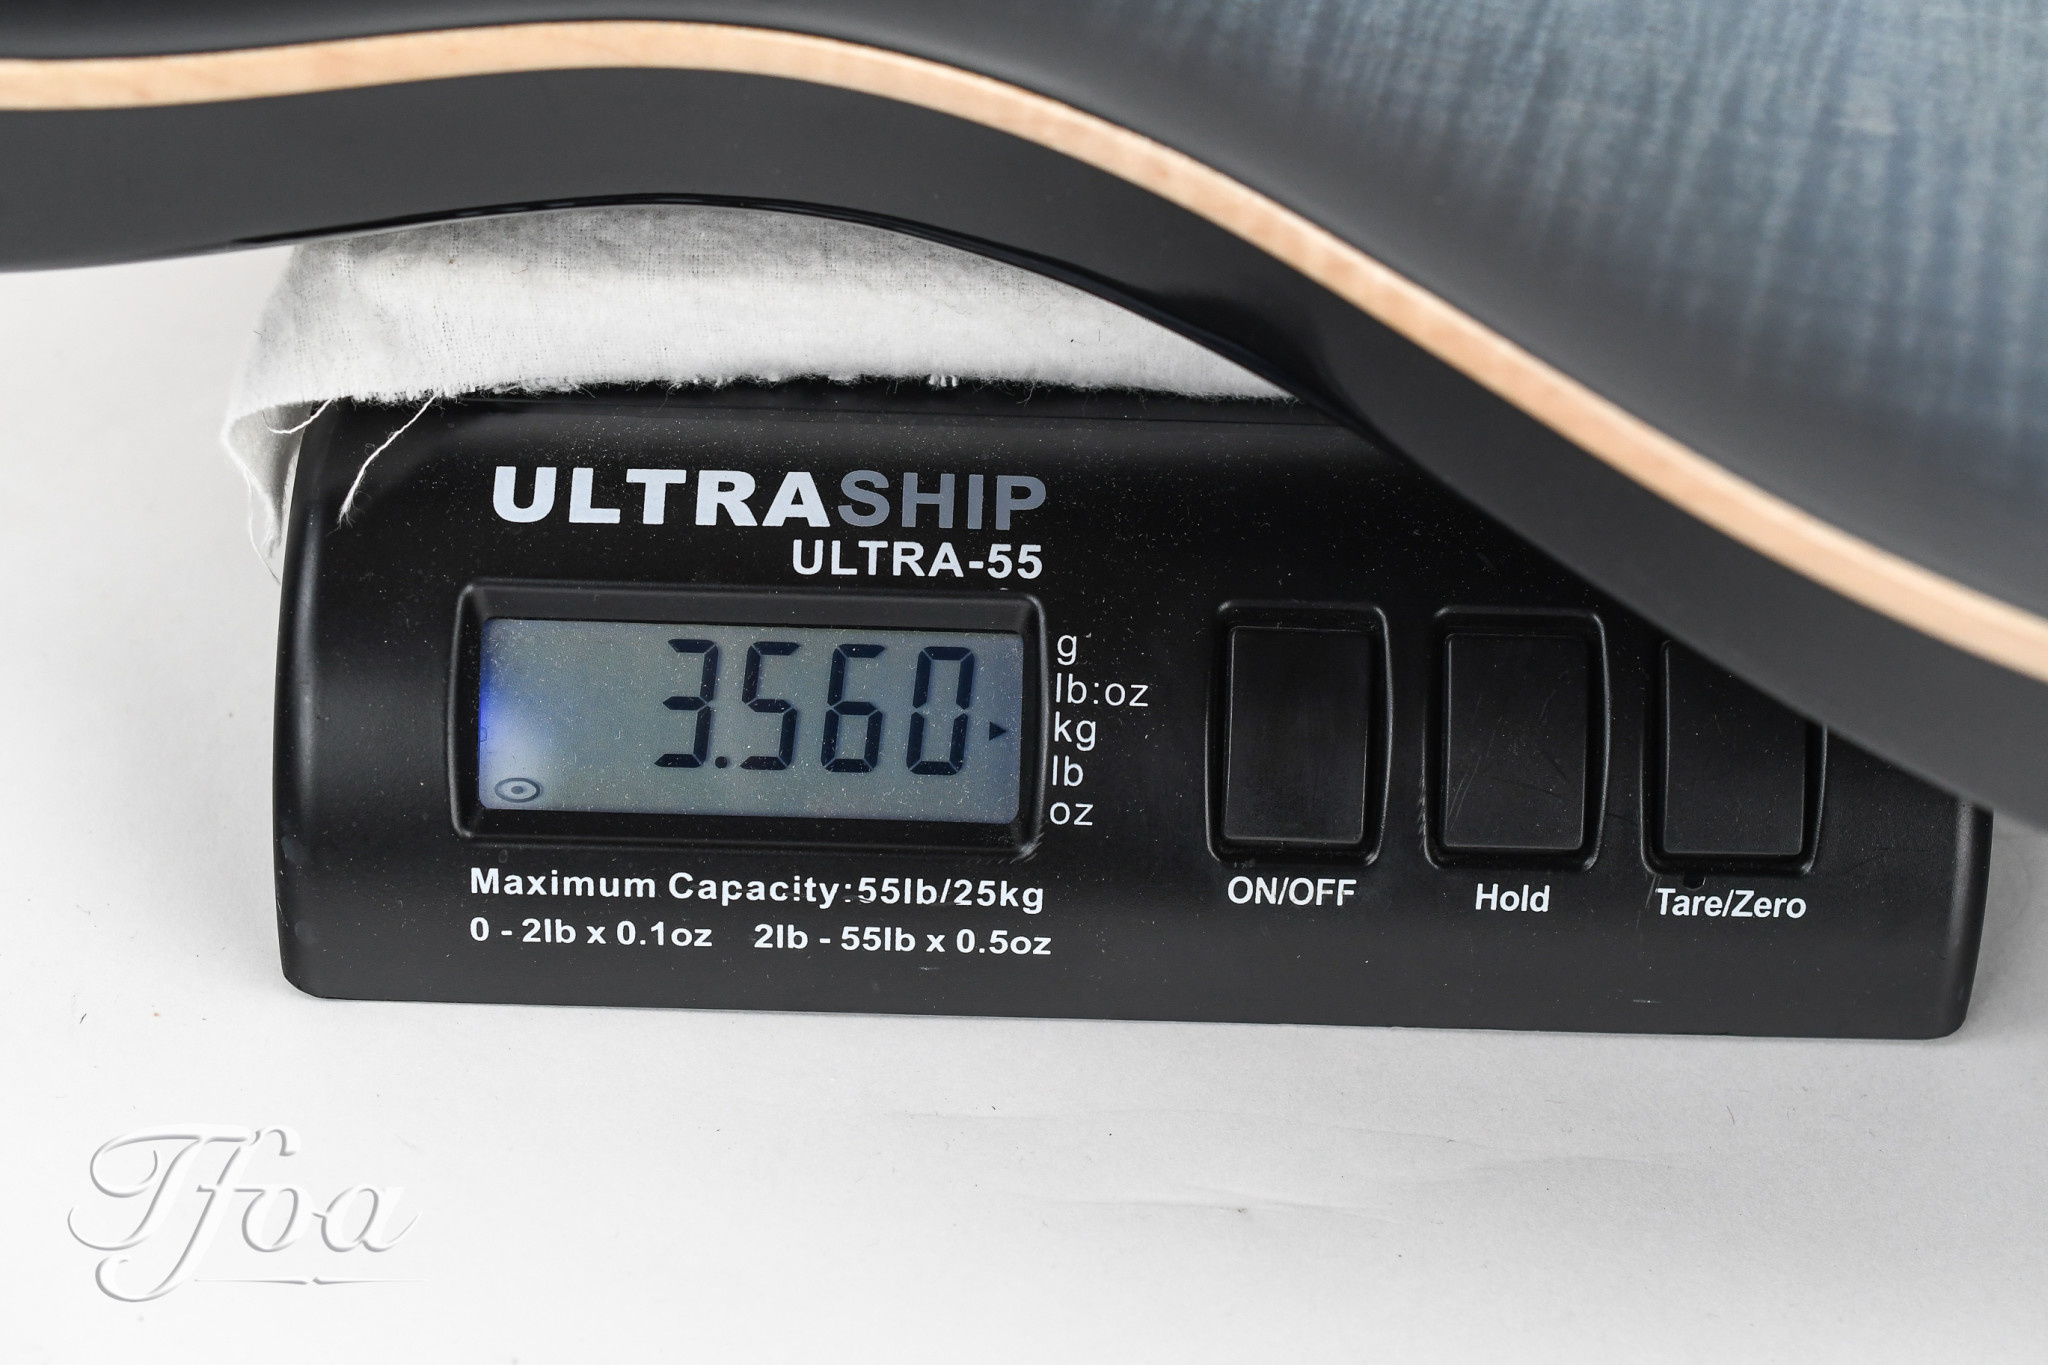 ULTRASHIP
ULTRA-55
3.560
g
lb:oz
kg
lb
oz
Maximum Capacity:55lb/25kg
0 - 2lb x 0.1oz 2lb - 55lb x 0.5oz
ON/OFF
Hold
Tare/Zero
Tfoa